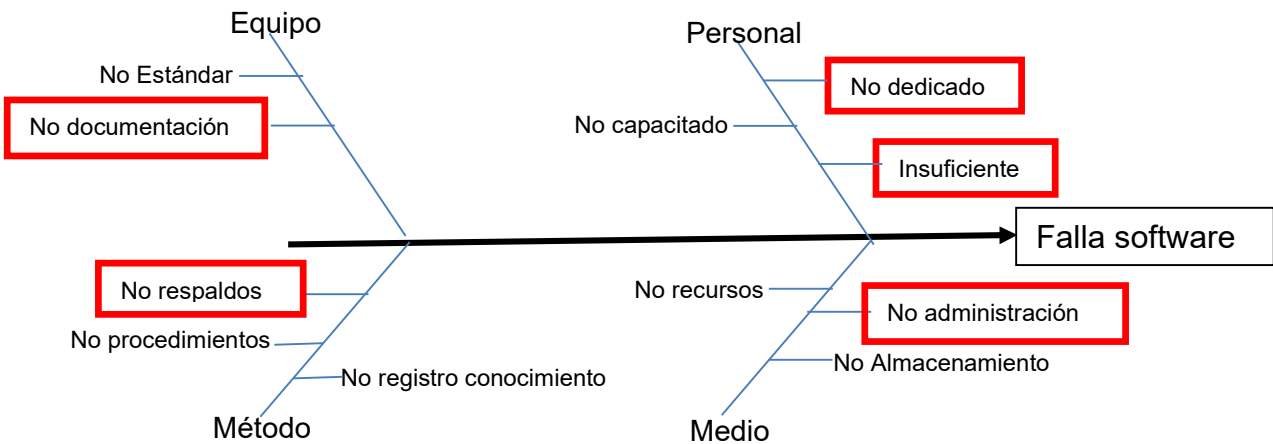 Equipo
Personal
No Estándar
No dedicado
No documentación
No capacitado
Insuficiente
Falla software
No respaldos
No recursos
No administración
No procedimientos
No Almacenamiento
No registro conocimiento
Método
Medio